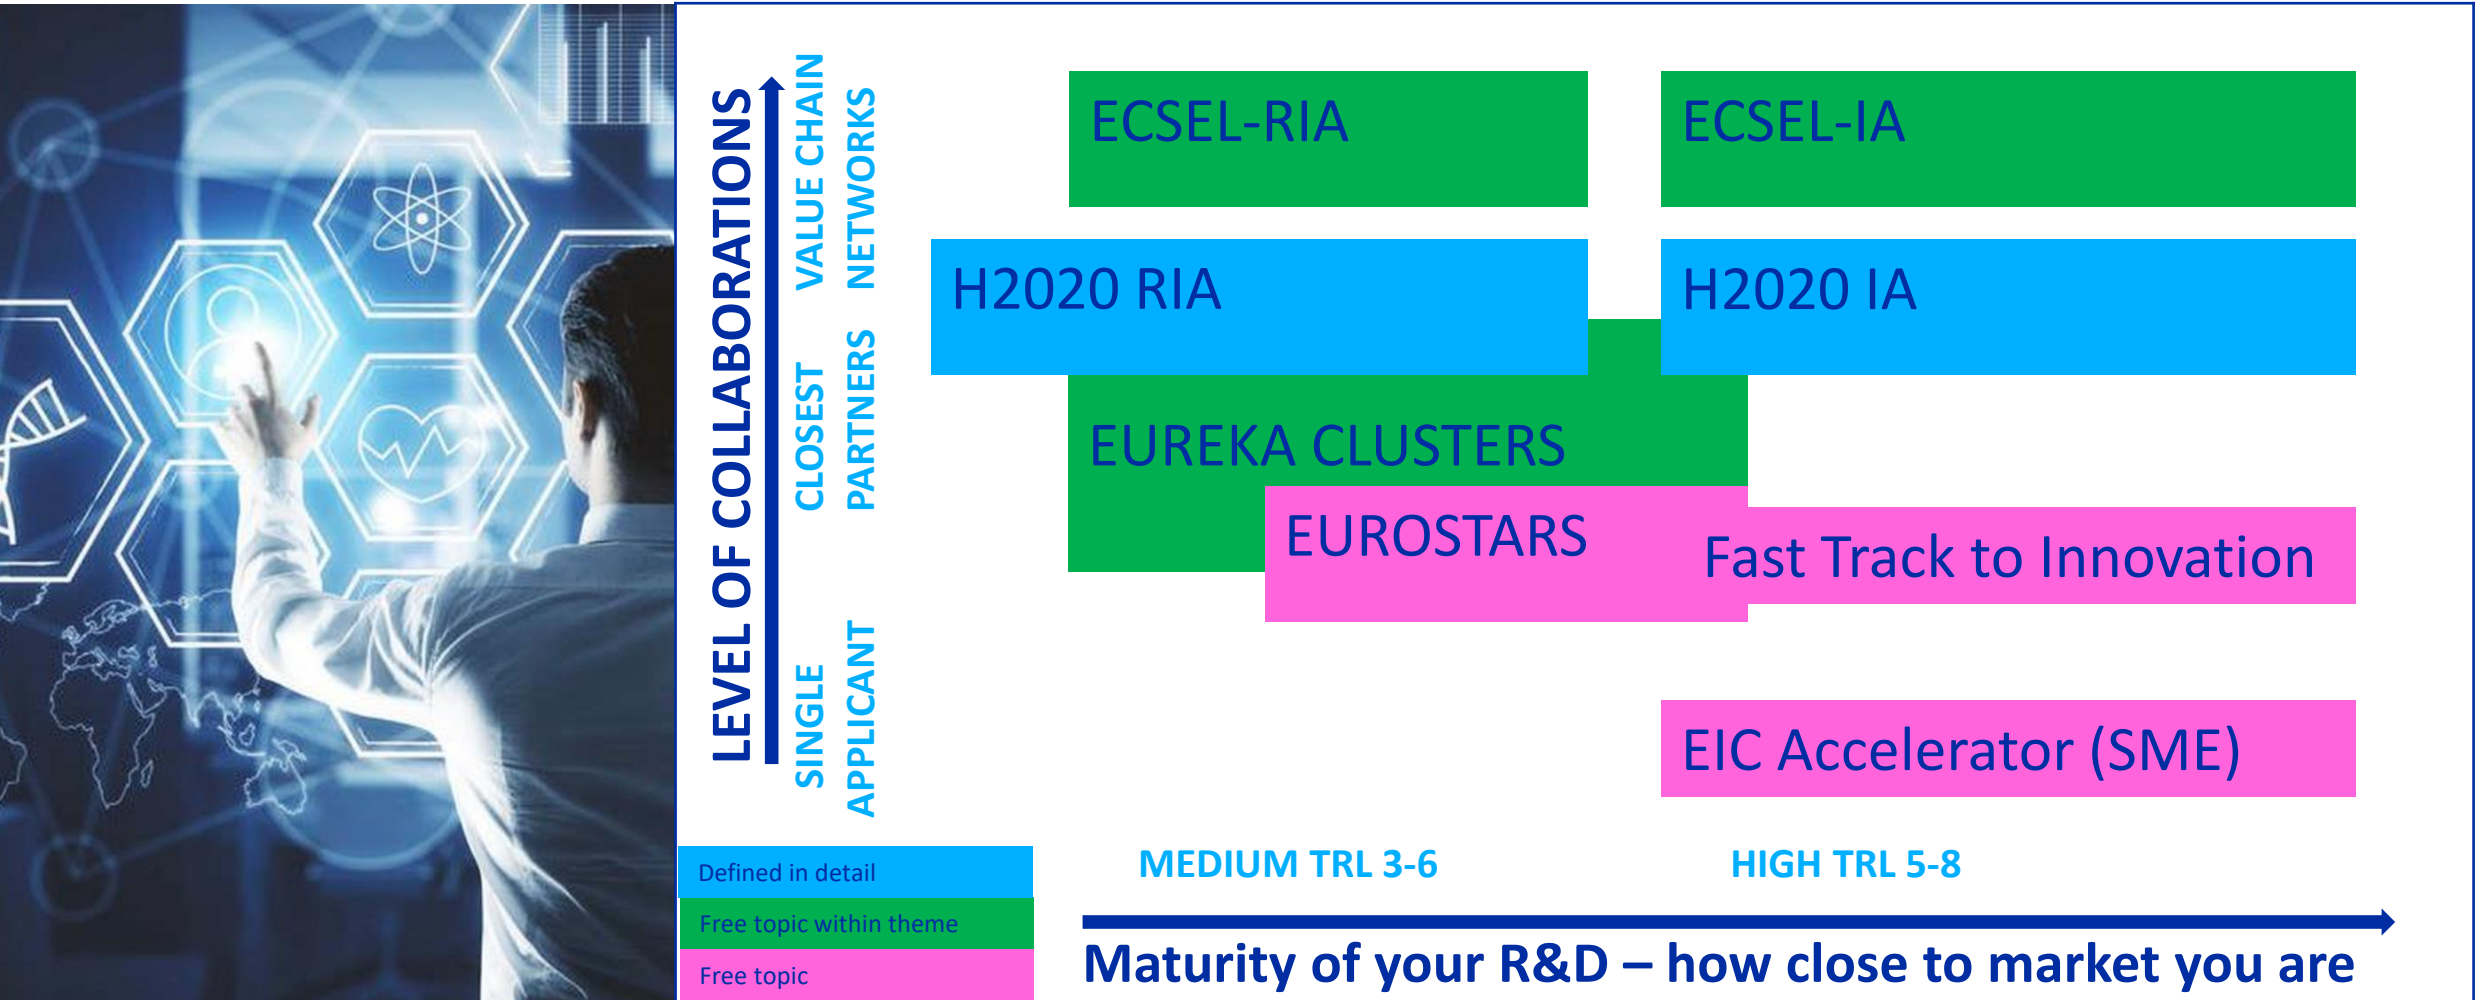 LEVEL OF COLLABORATIONS
VALUE CHAIN
NETWORKS
CLOSEST
PARTNERS
SINGLE
APPLICANT
ECSEL-RIA
ECSEL-IA
H2020 RIA
H2020 IA
EUREKA CLUSTERS
EUROSTARS
Fast Track to Innovation
EIC Accelerator (SME)
Defined in detail
Free topic within theme
Free topic
MEDIUM TRL 3-6
HIGH TRL 5-8
Maturity of your R&D – how close to market you are